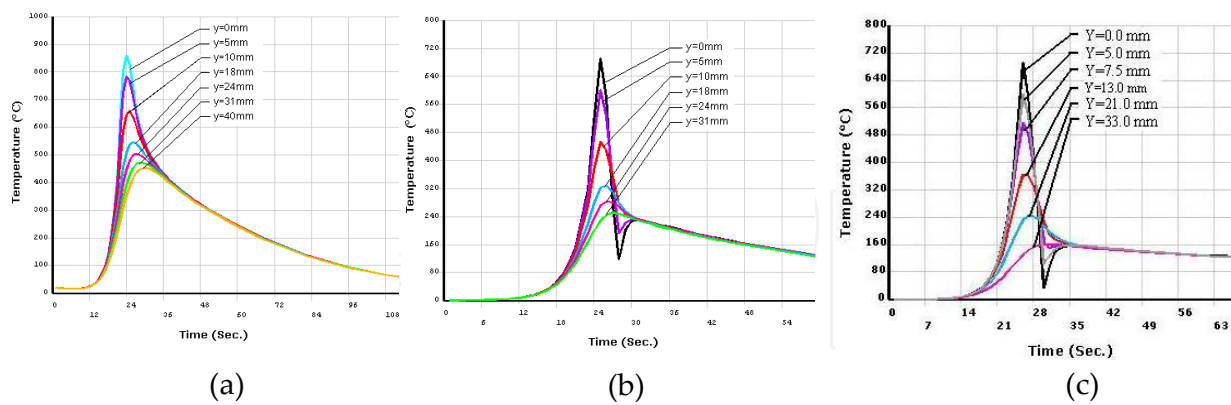 1000
900
800
700
600
500
400
300
200
100
0
Temperature (°C)
y=0mm
y=5mm
y=10mm
y=18mm
y=24mm
y=31mm
y=40mm
0 12 24 36 48 60 72 84 96 108
Time (Sec.)
(a)
800
720
640
560
480
400
320
240
160
80
0
Temperature (°C)
y=0mm
y=6mm
y=10mm
y=18mm
y=24mm
y=31mm
0 6 12 18 24 30 36 42 48 54
Time (Sec.)
(b)
800
720
640
560
480
400
320
240
160
80
0
Temperature (°C)
Y=0.0 mm
Y=5.0 mm
Y=7.5 mm
Y=13.0 mm
Y=21.0 mm
Y=33.0 mm
0 7 14 21 28 35 42 49 56 63
Time (Sec.)
(c)